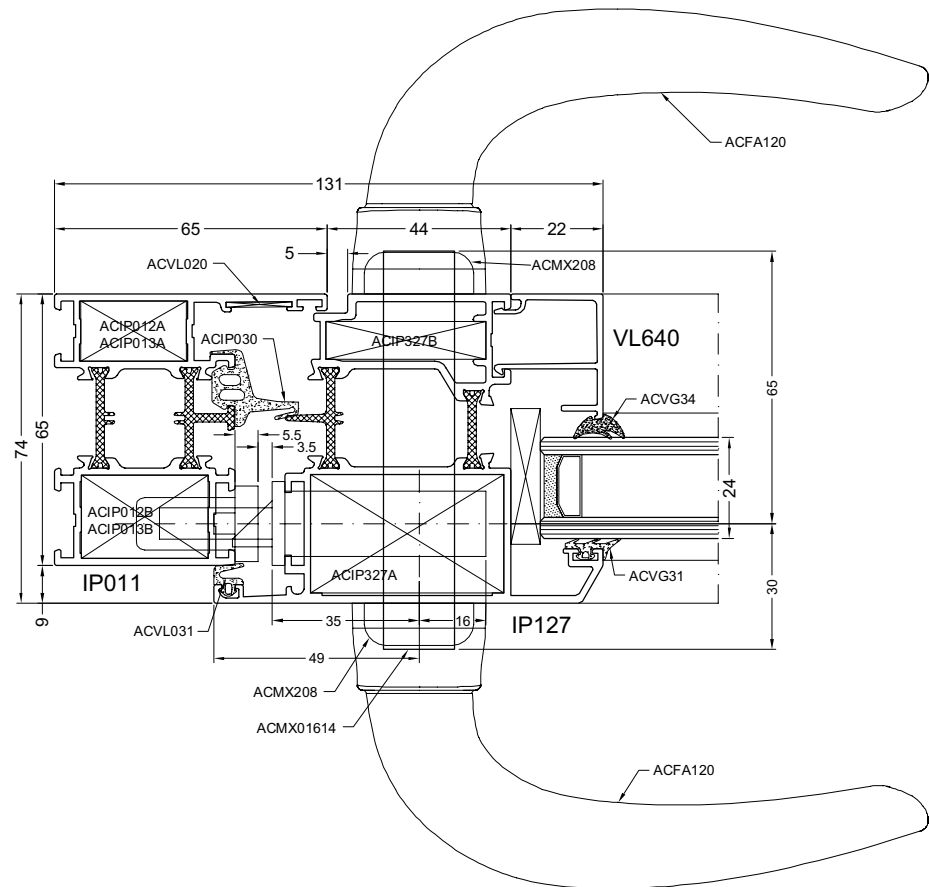 ACFA120
131
65
44
22
5
ACMX208
ACVL020
ACIP012A
ACIP013A
ACIP030
ACIP327B
VL640
65
ACVG34
5.5
3.5
74
65
24
ACIP012B
ACIP013B
ACIP327A
ACVG31
IP011
30
9
ACVL031
35
16
IP127
49
ACMX208
ACMX01614
ACFA120